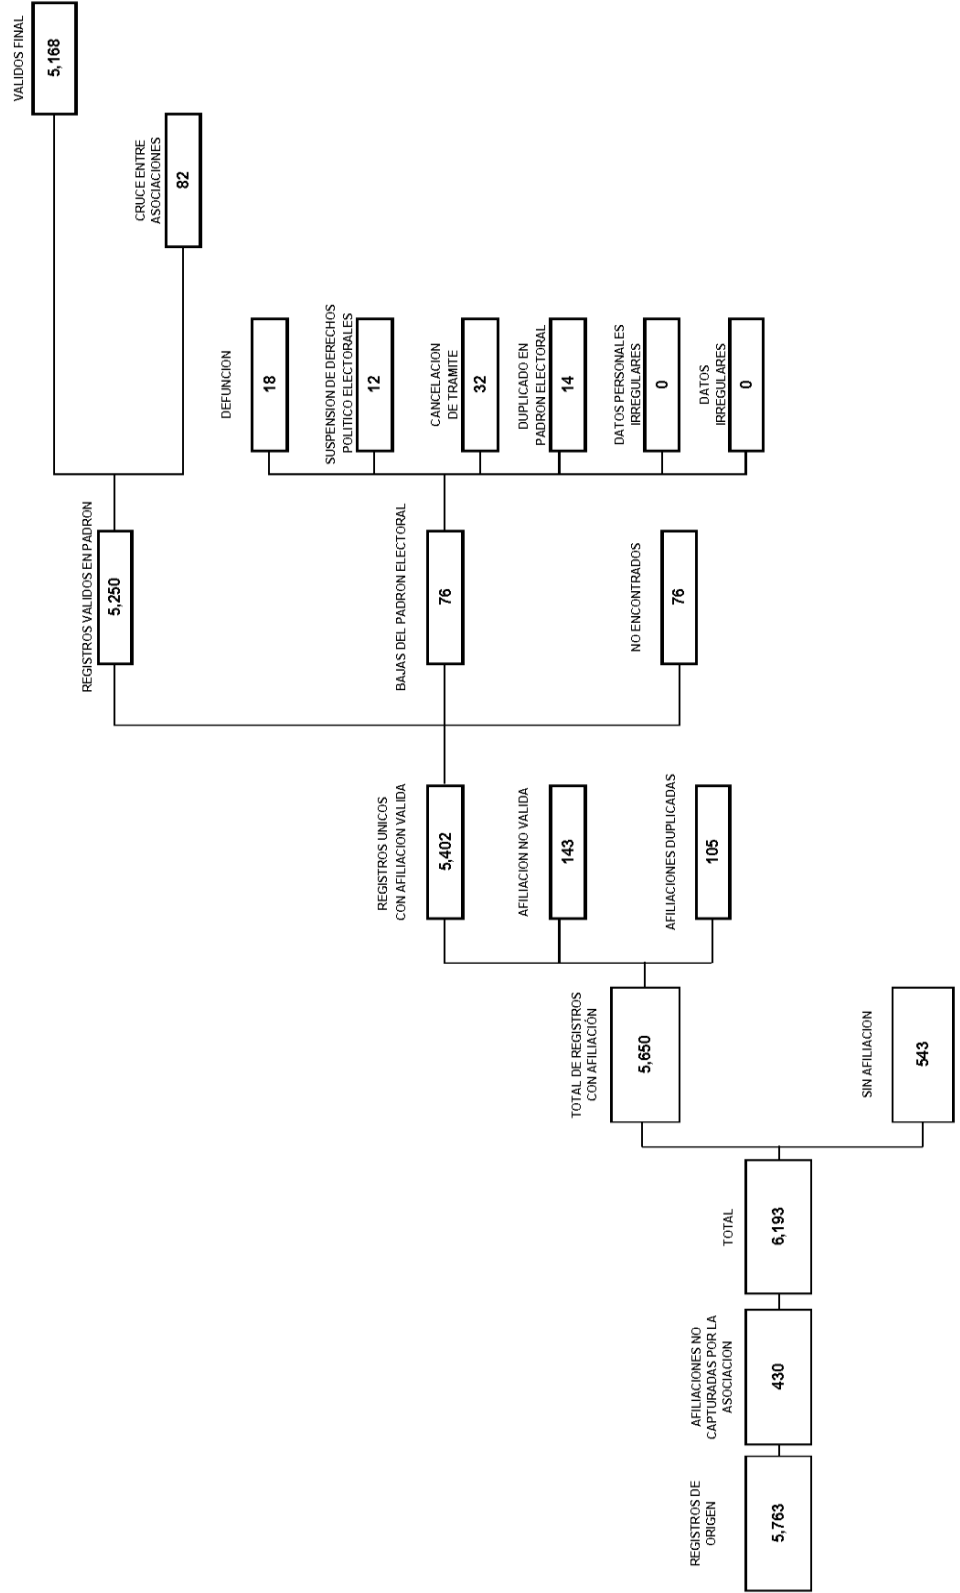 REGISTROS DE
ORIGEN
5,763
AFILIACIONES NO
CAPTURADAS POR LA
ASOCIACION
430
TOTAL
6,193
TOTAL DE REGISTROS
CON AFILIACIÓN
5,650
SIN AFILIACION
543
REGISTROS UNICOS
CON AFILIACION VALIDA
5,402
AFILIACION NO VALIDA
143
AFILIACIONES DUPLICADAS
105
REGISTROS VALIDOS EN PADRON
5,250
BAJAS DEL PADRON ELECTORAL
76
NO ENCONTRADOS
76
DEFUNCION
18
SUSPENSION DE DERECHOS
POLITICO ELECTORALES
12
CANCELACION
DE TRAMITE
32
DUPLICADO EN
PADRON ELECTORAL
14
DATOS PERSONALES
IRREGULARES
0
DATOS
IRREGULARES
0
CRUCE ENTRE
ASOCIACIONES
82
VALIDOS FINAL
5,168